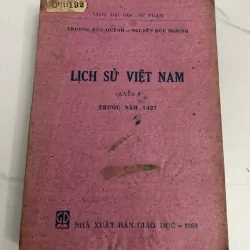 TRƯỜNG ĐẠI HỌC SƯ PHẠM
TRƯƠNG HỮU QUÝNH — NGUYỄN ĐỨC NGHINH
LỊCH SỬ VIỆT NAM
QUYỂN I
TRƯỚC NĂM 1427
NHÀ XUẤT BẢN GIÁO DỤC — 1969